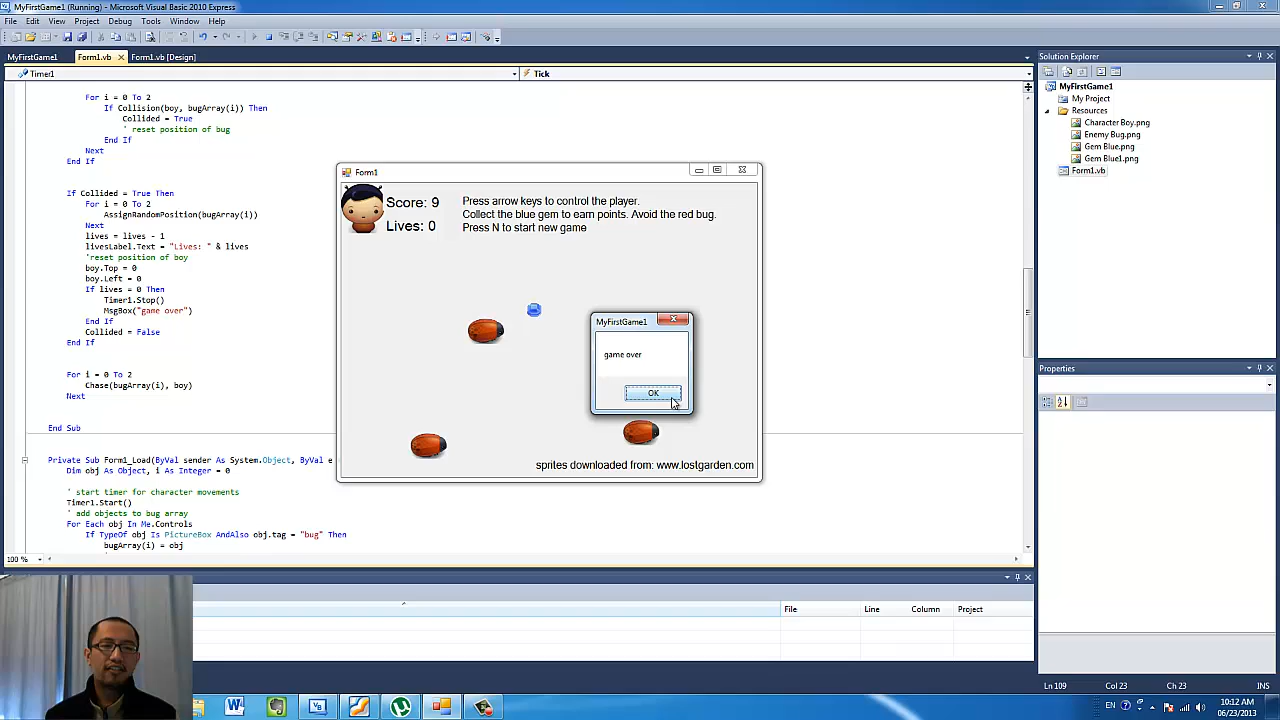 MyFirstGame1 (Running) - Microsoft Visual Basic 2010 Express
File Edit View Project Debug Tools Window Help
MyFirstGame1 Form1.vb Form1.vb [Design]
Timer1 Tick
For i = 0 To 2
If Collision(boy, bugArray(i)) Then
Collided = True
' reset position of bug
End If
Next
End If
If Collided = True Then
For i = 0 To 2
AssignRandomPosition(bugArray(i))
Next
lives = lives - 1
livesLabel.Text = "Lives: " & lives
'reset position of boy
boy.Top = 0
boy.Left = 0
If lives = 0 Then
Timer1.Stop()
MsgBox("game over")
End If
Collided = False
End If
For i = 0 To 2
Chase(bugArray(i), boy)
Next
End Sub
Private Sub Form1_Load(ByVal sender As System.Object, ByVal e
Dim obj As Object, i As Integer = 0
' start timer for character movements
Timer1.Start()
' add objects to bug array
For Each obj In Me.Controls
If TypeOf obj Is PictureBox AndAlso obj.tag = "bug" Then
bugArray(i) = obj
100 %
Form1
Score: 9
Lives: 0
Press arrow keys to control the player.
Collect the blue gem to earn points. Avoid the red bug.
Press N to start new game
MyFirstGame1
game over
OK
sprites downloaded from: www.lostgarden.com
Solution Explorer
MyFirstGame1
My Project
Resources
Character Boy.png
Enemy Bug.png
Gem Blue.png
Gem Blue1.png
Form1.vb
Properties
File Line Column Project
Ln 109 Col 23 Ch 23 INS
EN
10:12 AM
06/23/2013